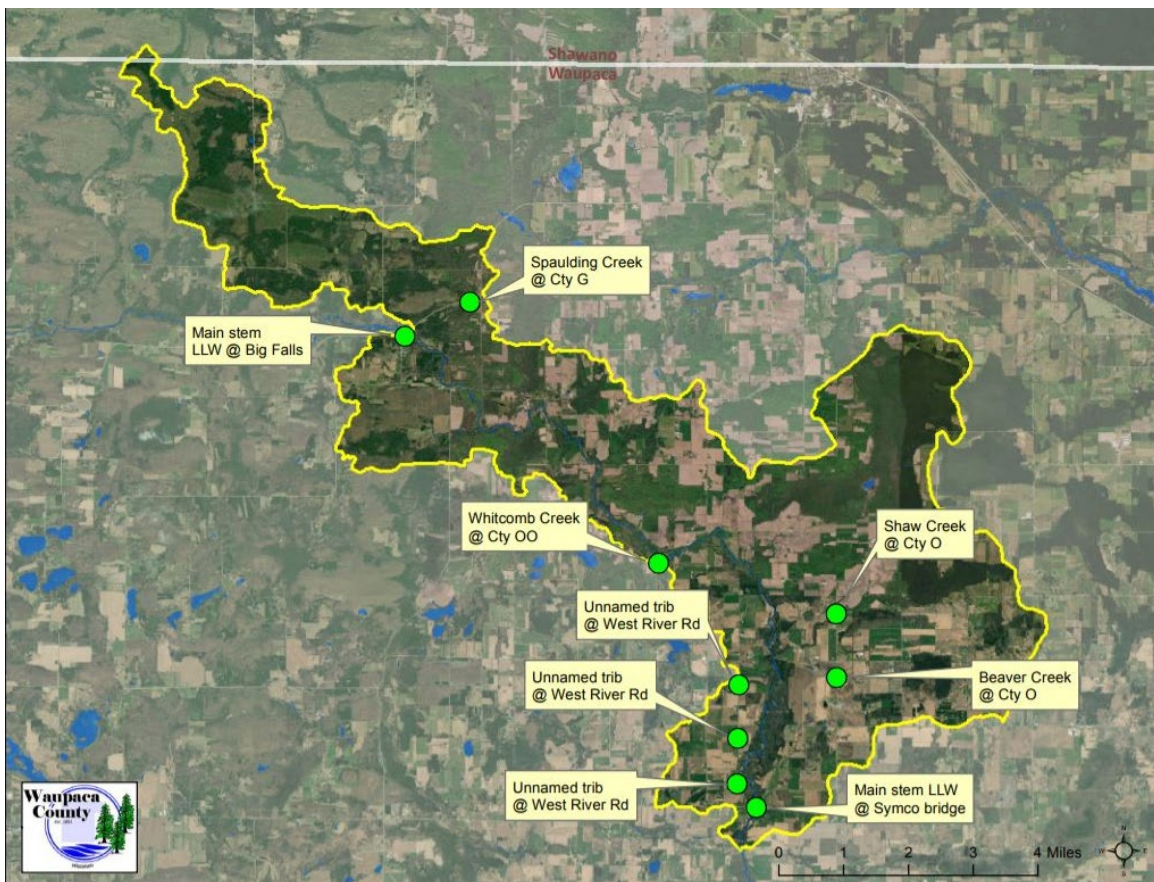 Shawano
Waupaca
Spaulding Creek
@ Cty G
Main stem
LLW @ Big Falls
Whitcomb Creek
@ Cty OO
Shaw Creek
@ Cty O
Unnamed trib
@ West River Rd
Unnamed trib
@ West River Rd
Beaver Creek
@ Cty O
Unnamed trib
@ West River Rd
Main stem LLW
@ Symco bridge
Waupaca
County
Wisconsin
0 1 2 3 4 Miles
N
W E
S